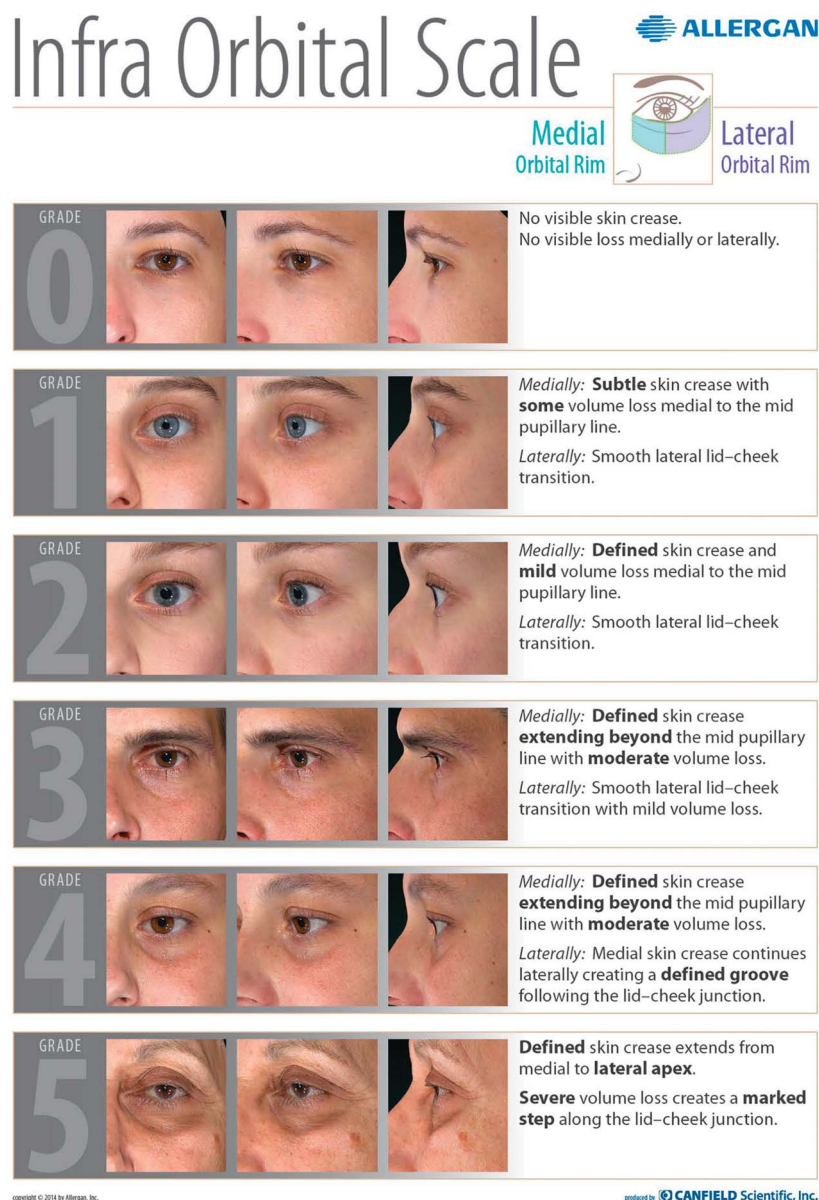 Infra Orbital Scale
ALLERGAN
Medial
Orbital Rim
Lateral
Orbital Rim
GRADE
0
No visible skin crease.
No visible loss medially or laterally.
GRADE
1
Medially: Subtle skin crease with
some volume loss medial to the mid
pupillary line.
Laterally: Smooth lateral lid–cheek
transition.
GRADE
2
Medially: Defined skin crease and
mild volume loss medial to the mid
pupillary line.
Laterally: Smooth lateral lid–cheek
transition.
GRADE
3
Medially: Defined skin crease
extending beyond the mid pupillary
line with moderate volume loss.
Laterally: Smooth lateral lid–cheek
transition with mild volume loss.
GRADE
4
Medially: Defined skin crease
extending beyond the mid pupillary
line with moderate volume loss.
Laterally: Medial skin crease continues
laterally creating a defined groove
following the lid–cheek junction.
GRADE
5
Defined skin crease extends from
medial to lateral apex.
Severe volume loss creates a marked
step along the lid–cheek junction.
copyright © 2014 by Allergan, Inc.
produced by CANFIELD Scientific, Inc.